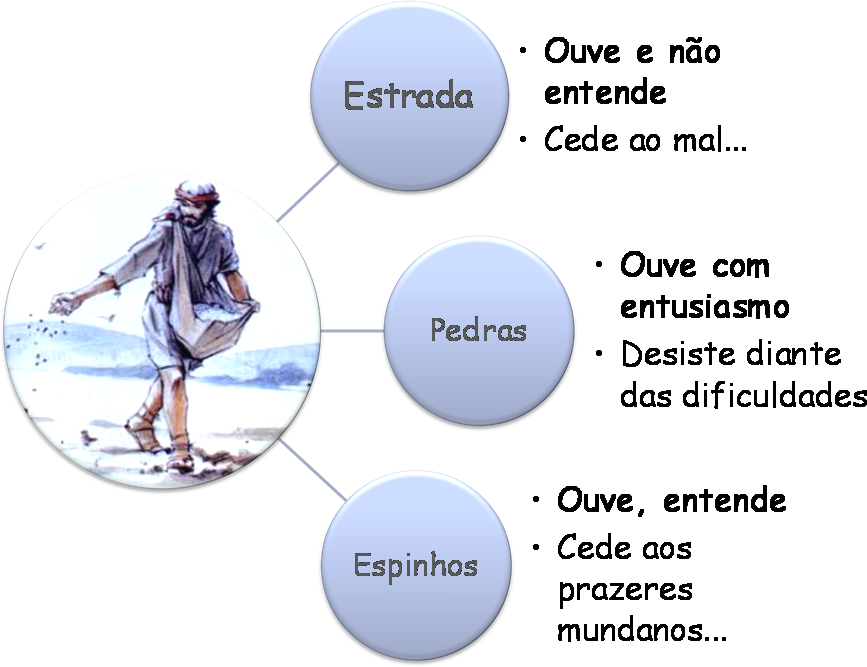 Estrada
• Ouve e não
entende
• Cede ao mal...
Pedras
• Ouve com
entusiasmo
• Desiste diante
das dificuldades
Espinhos
• Ouve, entende
• Cede aos
prazeres
mundanos...